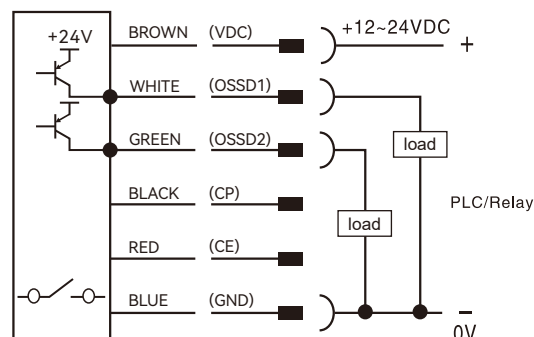 +24V
BROWN (VDC) +12~24VDC +
WHITE (OSSD1)
load
GREEN (OSSD2)
BLACK (CP) PLC/Relay
load
RED (CE)
BLUE (GND) −
0V